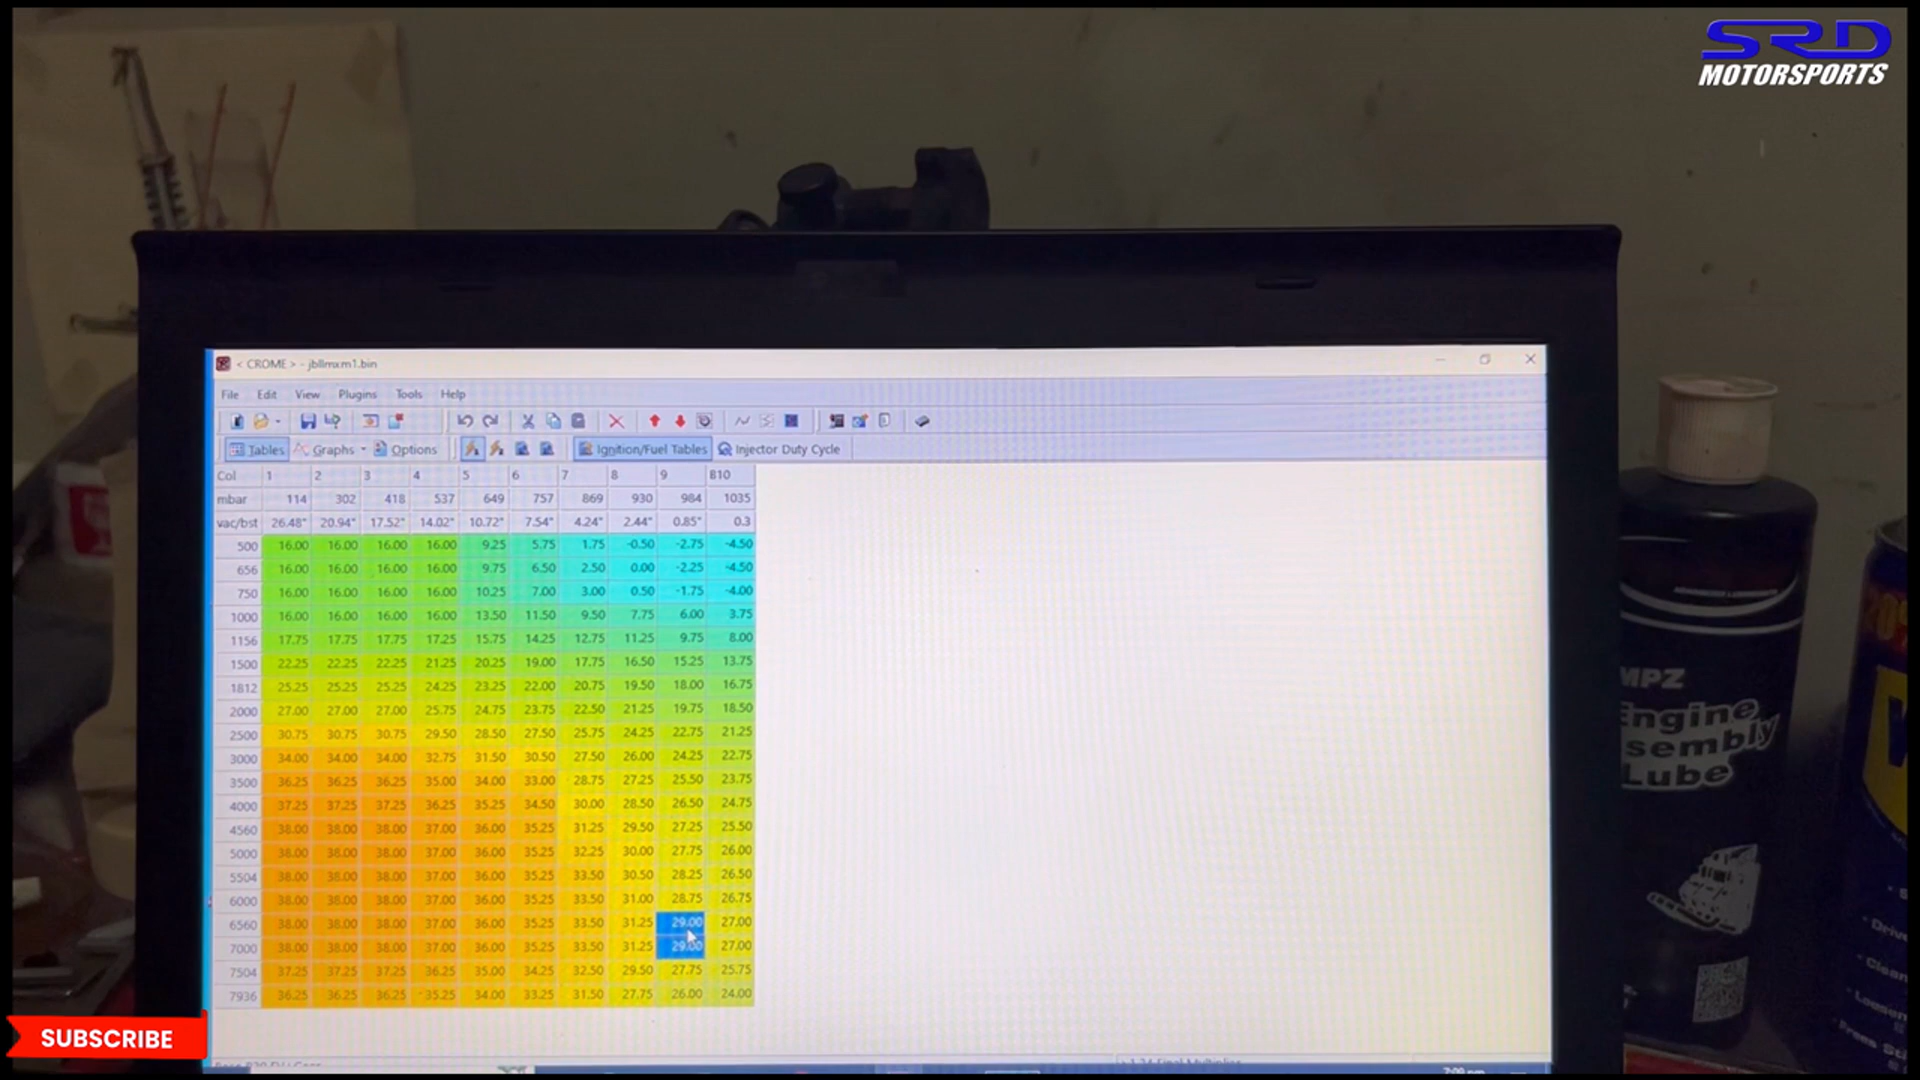 SRD
MOTORSPORTS
< CROME > - jbllmxm1.bin
File Edit View Plugins Tools Help
Tables Graphs Options Ignition/Fuel Tables Injector Duty Cycle
Col 1 2 3 4 5 6 7 8 9 B10
mbar 114 302 418 537 649 757 869 930 984 1035
vac/bst 26.48" 20.94" 17.52" 14.02" 10.72" 7.54" 4.24" 2.44" 0.85" 0.3
500 16.00 16.00 16.00 16.00 9.25 5.75 1.75 -0.50 -2.75 -4.50
656 16.00 16.00 16.00 16.00 9.75 6.50 2.50 0.00 -2.25 -4.50
750 16.00 16.00 16.00 16.00 10.25 7.00 3.00 0.50 -1.75 -4.00
1000 16.00 16.00 16.00 16.00 13.50 11.50 9.50 7.75 6.00 3.75
1156 17.75 17.75 17.75 17.25 15.75 14.25 12.75 11.25 9.75 8.00
1500 22.25 22.25 22.25 21.25 20.25 19.00 17.75 16.50 15.25 13.75
1812 25.25 25.25 25.25 24.25 23.25 22.00 20.75 19.50 18.00 16.75
2000 27.00 27.00 27.00 25.75 24.75 23.75 22.50 21.25 19.75 18.50
2500 30.75 30.75 30.75 29.50 28.50 27.50 25.75 24.25 22.75 21.25
3000 34.00 34.00 34.00 32.75 31.50 30.50 27.50 26.00 24.25 22.75
3500 36.25 36.25 36.25 35.00 34.00 33.00 28.75 27.25 25.50 23.75
4000 37.25 37.25 37.25 36.25 35.25 34.50 30.00 28.50 26.50 24.75
4560 38.00 38.00 38.00 37.00 36.00 35.25 31.25 29.50 27.25 25.50
5000 38.00 38.00 38.00 37.00 36.00 35.25 32.25 30.00 27.75 26.00
5504 38.00 38.00 38.00 37.00 36.00 35.25 33.50 30.50 28.25 26.50
6000 38.00 38.00 38.00 37.00 36.00 35.25 33.50 31.00 28.75 26.75
6560 38.00 38.00 38.00 37.00 36.00 35.25 33.50 31.25 29.00 27.00
7000 38.00 38.00 38.00 37.00 36.00 35.25 33.50 31.25 29.00 27.00
7504 37.25 37.25 37.25 36.25 35.00 34.25 32.50 29.50 27.75 25.75
7936 36.25 36.25 36.25 35.25 34.00 33.25 31.50 27.75 26.00 24.00
MPZ
Engine
sembly
Lube
SUBSCRIBE